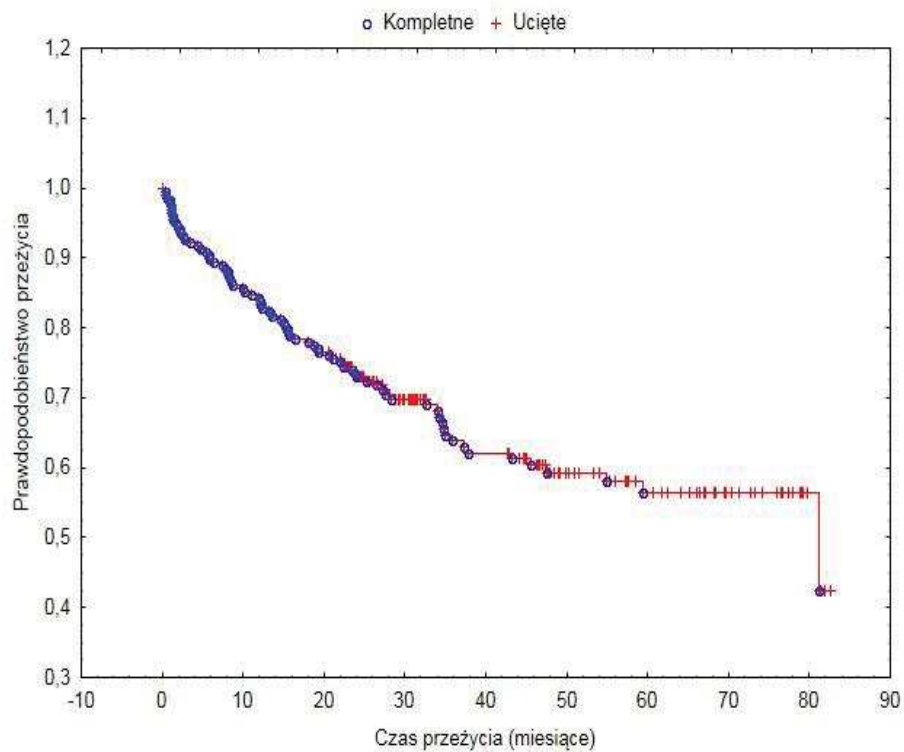 Kompletne Ucięte
1,2
1,1
1,0
0,9
0,8
0,7
0,6
0,5
0,4
0,3
Prawdopodobieństwo przeżycia
-10 0 10 20 30 40 50 60 70 80 90
Czas przeżycia (miesiące)